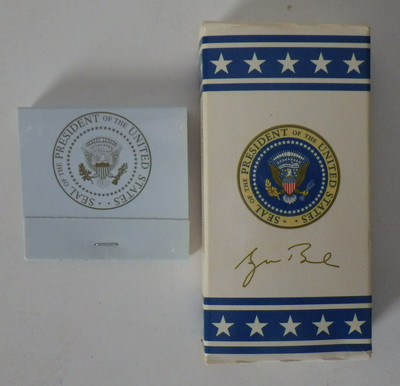 SEAL OF THE PRESIDENT OF THE UNITED STATES
SEAL OF THE PRESIDENT OF THE UNITED STATES